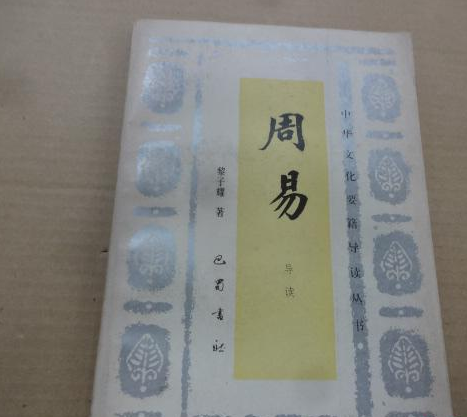 中华文化要籍导读丛书
周易
导读
黎子耀 著
巴蜀书社